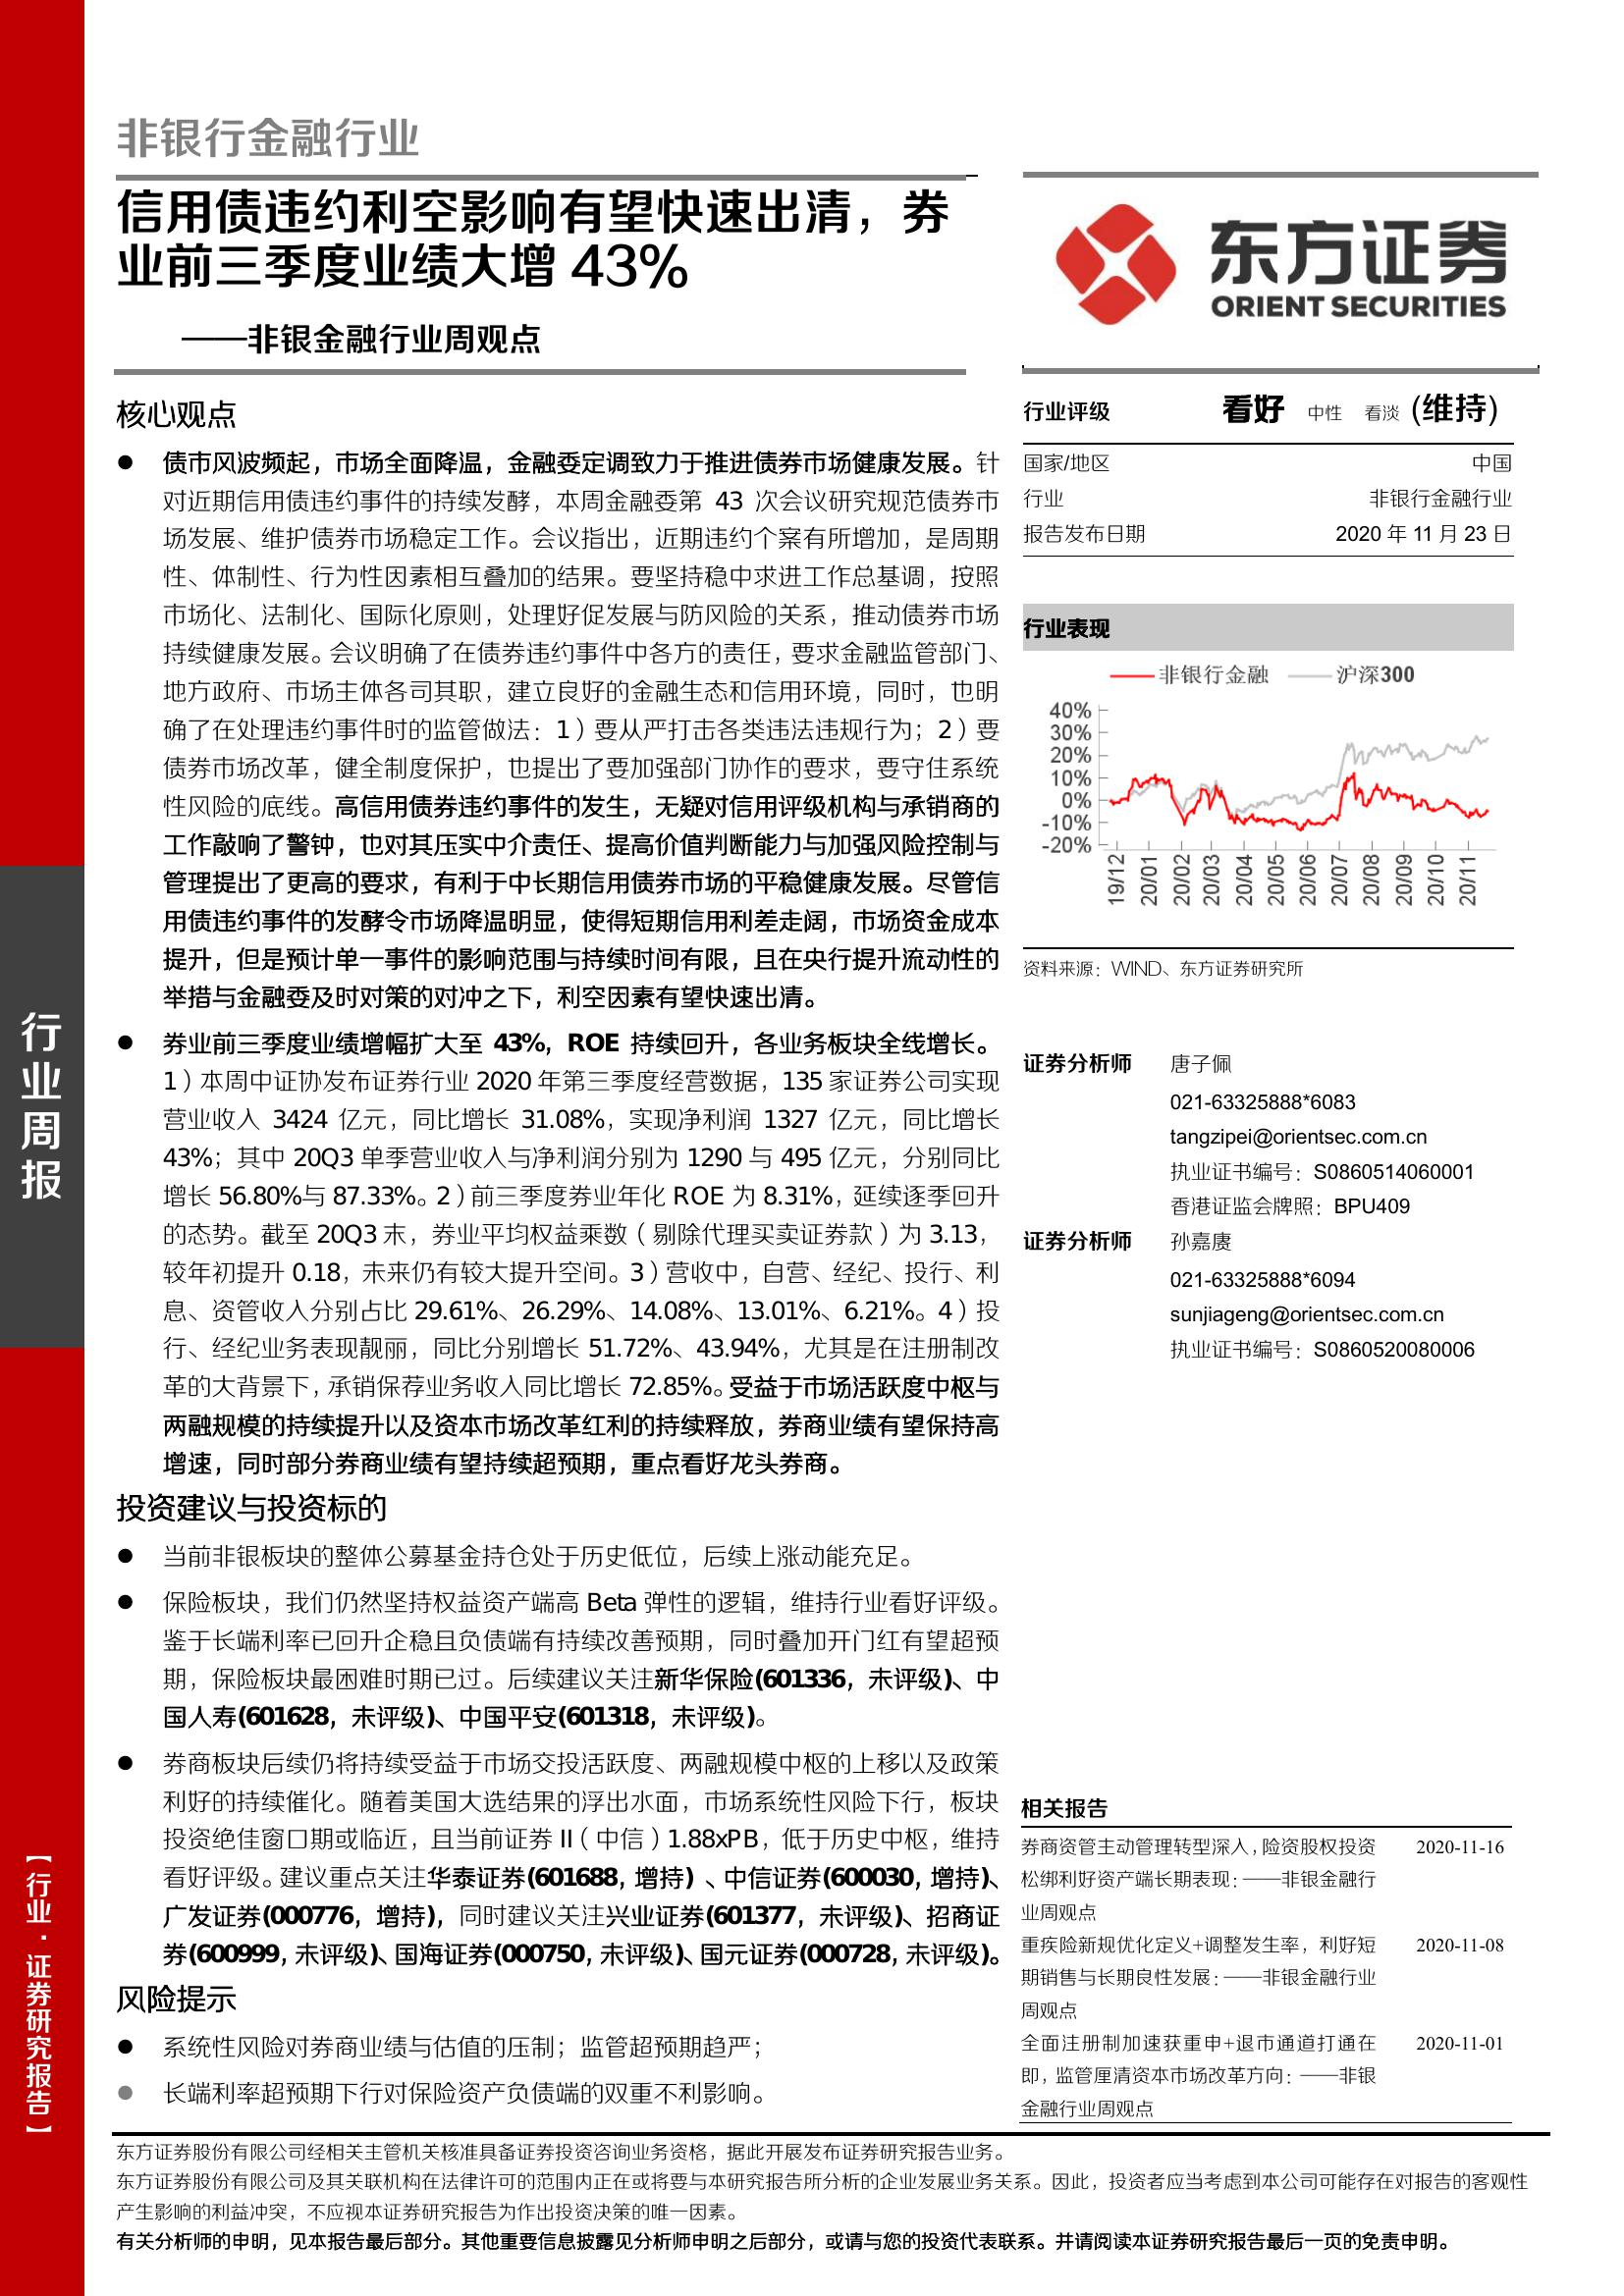 非银行金融行业
信用债违约利空影响有望快速出清，券
业前三季度业绩大增 43%
——非银金融行业周观点
核心观点
● 债市风波频起，市场全面降温，金融委定调致力于推进债券市场健康发展。针
对近期信用债违约事件的持续发酵，本周金融委第 43 次会议研究规范债券市
场发展、维护债券市场稳定工作。会议指出，近期违约个案有所增加，是周期
性、体制性、行为性因素相互叠加的结果。要坚持稳中求进工作总基调，按照
市场化、法制化、国际化原则，处理好促发展与防风险的关系，推动债券市场
持续健康发展。会议明确了在债券违约事件中各方的责任，要求金融监管部门、
地方政府、市场主体各司其职，建立良好的金融生态和信用环境，同时，也明
确了在处理违约事件时的监管做法：1）要从严打击各类违法违规行为；2）要
债券市场改革，健全制度保护，也提出了要加强部门协作的要求，要守住系统
性风险的底线。高信用债券违约事件的发生，无疑对信用评级机构与承销商的
工作敲响了警钟，也对其压实中介责任、提高价值判断能力与加强风险控制与
管理提出了更高的要求，有利于中长期信用债券市场的平稳健康发展。尽管信
用债违约事件的发酵令市场降温明显，使得短期信用利差走阔，市场资金成本
提升，但是预计单一事件的影响范围与持续时间有限，且在央行提升流动性的
举措与金融委及时对策的对冲之下，利空因素有望快速出清。
● 券业前三季度业绩增幅扩大至 43%，ROE 持续回升，各业务板块全线增长。
1）本周中证协发布证券行业 2020 年第三季度经营数据，135 家证券公司实现
营业收入 3424 亿元，同比增长 31.08%，实现净利润 1327 亿元，同比增长
43%；其中 20Q3 单季营业收入与净利润分别为 1290 与 495 亿元，分别同比
增长 56.80%与 87.33%。2）前三季度券业年化 ROE 为 8.31%，延续逐季回升
的态势。截至 20Q3 末，券业平均权益乘数（剔除代理买卖证券款）为 3.13，
较年初提升 0.18，未来仍有较大提升空间。3）营收中，自营、经纪、投行、利
息、资管收入分别占比 29.61%、26.29%、14.08%、13.01%、6.21%。4）投
行、经纪业务表现靓丽，同比分别增长 51.72%、43.94%，尤其是在注册制改
革的大背景下，承销保荐业务收入同比增长 72.85%。受益于市场活跃度中枢与
两融规模的持续提升以及资本市场改革红利的持续释放，券商业绩有望保持高
增速，同时部分券商业绩有望持续超预期，重点看好龙头券商。
投资建议与投资标的
● 当前非银板块的整体公募基金持仓处于历史低位，后续上涨动能充足。
● 保险板块，我们仍然坚持权益资产端高 Beta 弹性的逻辑，维持行业看好评级。
鉴于长端利率已回升企稳且负债端有持续改善预期，同时叠加开门红有望超预
期，保险板块最困难时期已过。后续建议关注新华保险(601336，未评级)、中
国人寿(601628，未评级)、中国平安(601318，未评级)。
● 券商板块后续仍将持续受益于市场交投活跃度、两融规模中枢的上移以及政策
利好的持续催化。随着美国大选结果的浮出水面，市场系统性风险下行，板块
投资绝佳窗口期或临近，且当前证券 II（中信）1.88xPB，低于历史中枢，维持
看好评级。建议重点关注华泰证券(601688，增持) 、中信证券(600030，增持)、
广发证券(000776，增持)，同时建议关注兴业证券(601377，未评级)、招商证
券(600999，未评级)、国海证券(000750，未评级)、国元证券(000728，未评级)。
风险提示
● 系统性风险对券商业绩与估值的压制；监管超预期趋严；
● 长端利率超预期下行对保险资产负债端的双重不利影响。
东方证券
ORIENT SECURITIES
行业评级 看好 中性 看淡 (维持)
国家/地区 中国
行业 非银行金融行业
报告发布日期 2020 年 11 月 23 日
行业表现
非银行金融 沪深300
40%
30%
20%
10%
0%
-10%
-20%
19/12 20/01 20/02 20/03 20/04 20/05 20/06 20/07 20/08 20/09 20/10 20/11
资料来源：WIND、东方证券研究所
证券分析师 唐子佩
021-63325888*6083
tangzipei@orientsec.com.cn
执业证书编号：S0860514060001
香港证监会牌照：BPU409
证券分析师 孙嘉赓
021-63325888*6094
sunjiageng@orientsec.com.cn
执业证书编号：S0860520080006
相关报告
券商资管主动管理转型深入，险资股权投资 2020-11-16
松绑利好资产端长期表现：——非银金融行
业周观点
重疾险新规优化定义+调整发生率，利好短 2020-11-08
期销售与长期良性发展：——非银金融行业
周观点
全面注册制加速获重申+退市通道打通在 2020-11-01
即，监管厘清资本市场改革方向：——非银
金融行业周观点
行业周报
【行业·证券研究报告】
东方证券股份有限公司经相关主管机关核准具备证券投资咨询业务资格，据此开展发布证券研究报告业务。
东方证券股份有限公司及其关联机构在法律许可的范围内正在或将要与本研究报告所分析的企业发展业务关系。因此，投资者应当考虑到本公司可能存在对报告的客观性
产生影响的利益冲突，不应视本证券研究报告为作出投资决策的唯一因素。
有关分析师的申明，见本报告最后部分。其他重要信息披露见分析师申明之后部分，或请与您的投资代表联系。并请阅读本证券研究报告最后一页的免责申明。